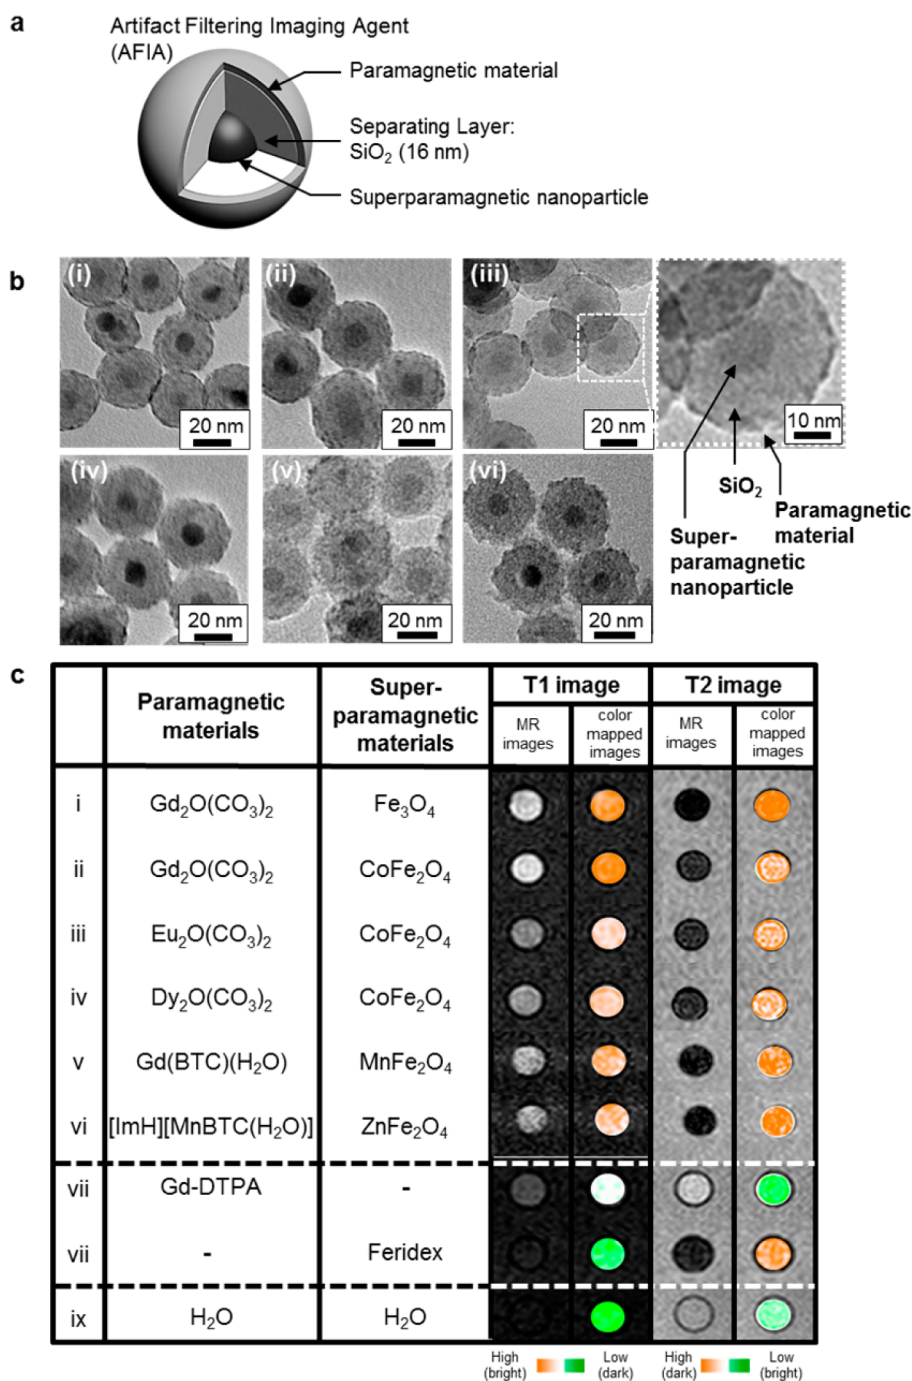 a
Artifact Filtering Imaging Agent
(AFIA)
Paramagnetic material
Separating Layer:
SiO₂ (16 nm)
Superparamagnetic nanoparticle
b
(i)
20 nm
(ii)
20 nm
(iii)
20 nm
10 nm
(iv)
20 nm
(v)
20 nm
(vi)
20 nm
SiO₂
Paramagnetic
material
Super-
paramagnetic
nanoparticle
c
Paramagnetic
materials
Super-
paramagnetic
materials
T1 image
T2 image
MR
images
color
mapped
images
MR
images
color
mapped
images
i Gd₂O(CO₃)₂ Fe₃O₄
ii Gd₂O(CO₃)₂ CoFe₂O₄
iii Eu₂O(CO₃)₂ CoFe₂O₄
iv Dy₂O(CO₃)₂ CoFe₂O₄
v Gd(BTC)(H₂O) MnFe₂O₄
vi [ImH][MnBTC(H₂O)] ZnFe₂O₄
vii Gd-DTPA -
vii - Feridex
ix H₂O H₂O
High
(bright)
Low
(dark)
High
(dark)
Low
(bright)